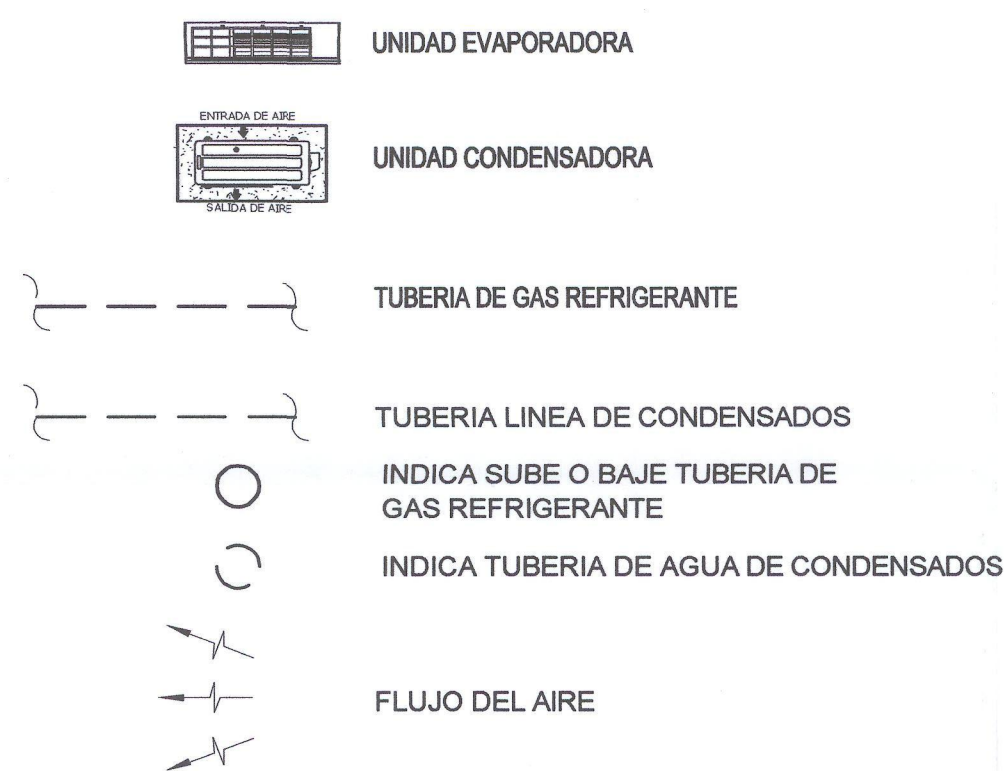 UNIDAD EVAPORADORA
ENTRADA DE AIRE
UNIDAD CONDENSADORA
SALIDA DE AIRE
TUBERIA DE GAS REFRIGERANTE
TUBERIA LINEA DE CONDENSADOS
INDICA SUBE O BAJE TUBERIA DE
GAS REFRIGERANTE
INDICA TUBERIA DE AGUA DE CONDENSADOS
FLUJO DEL AIRE